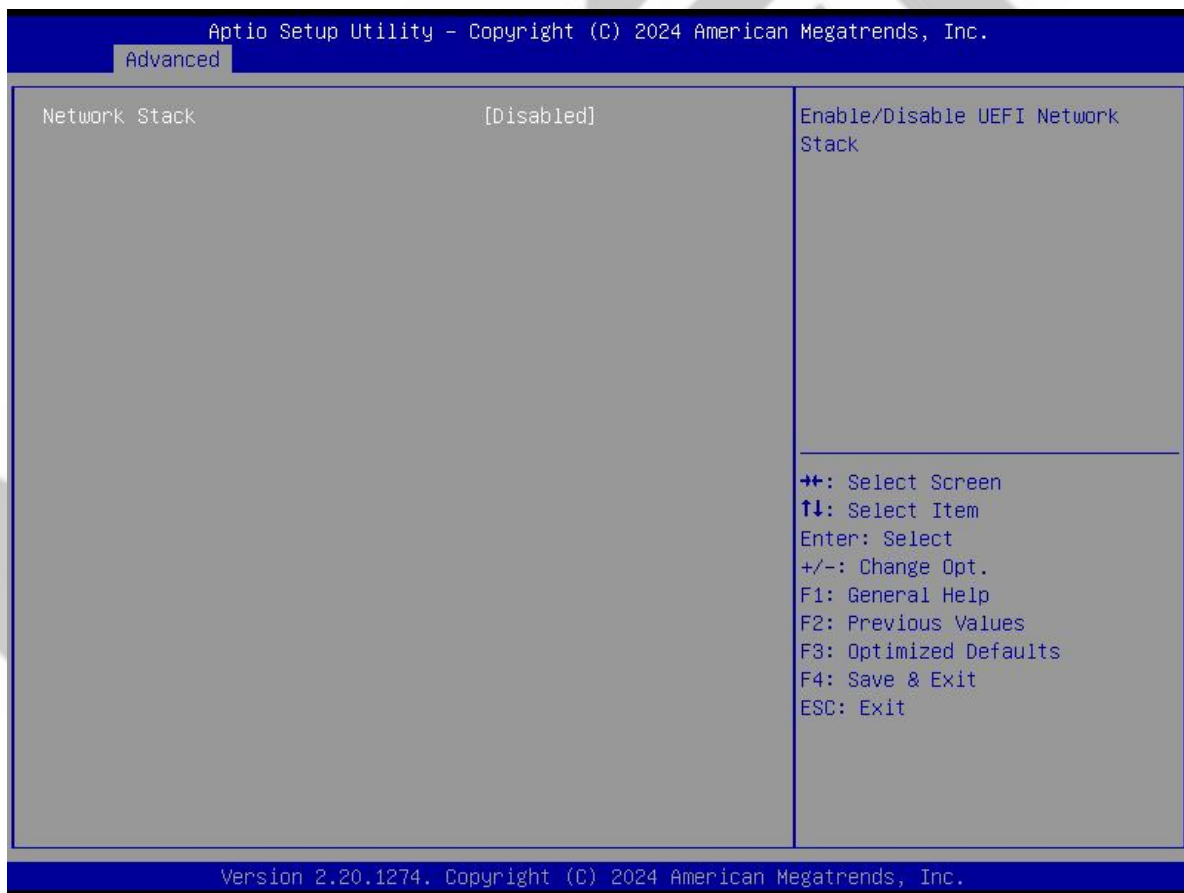 Aptio Setup Utility – Copyright (C) 2024 American Megatrends, Inc.
Advanced
Network Stack [Disabled]
Enable/Disable UEFI Network
Stack
→←: Select Screen
↑↓: Select Item
Enter: Select
+/-: Change Opt.
F1: General Help
F2: Previous Values
F3: Optimized Defaults
F4: Save & Exit
ESC: Exit
Version 2.20.1274. Copyright (C) 2024 American Megatrends, Inc.